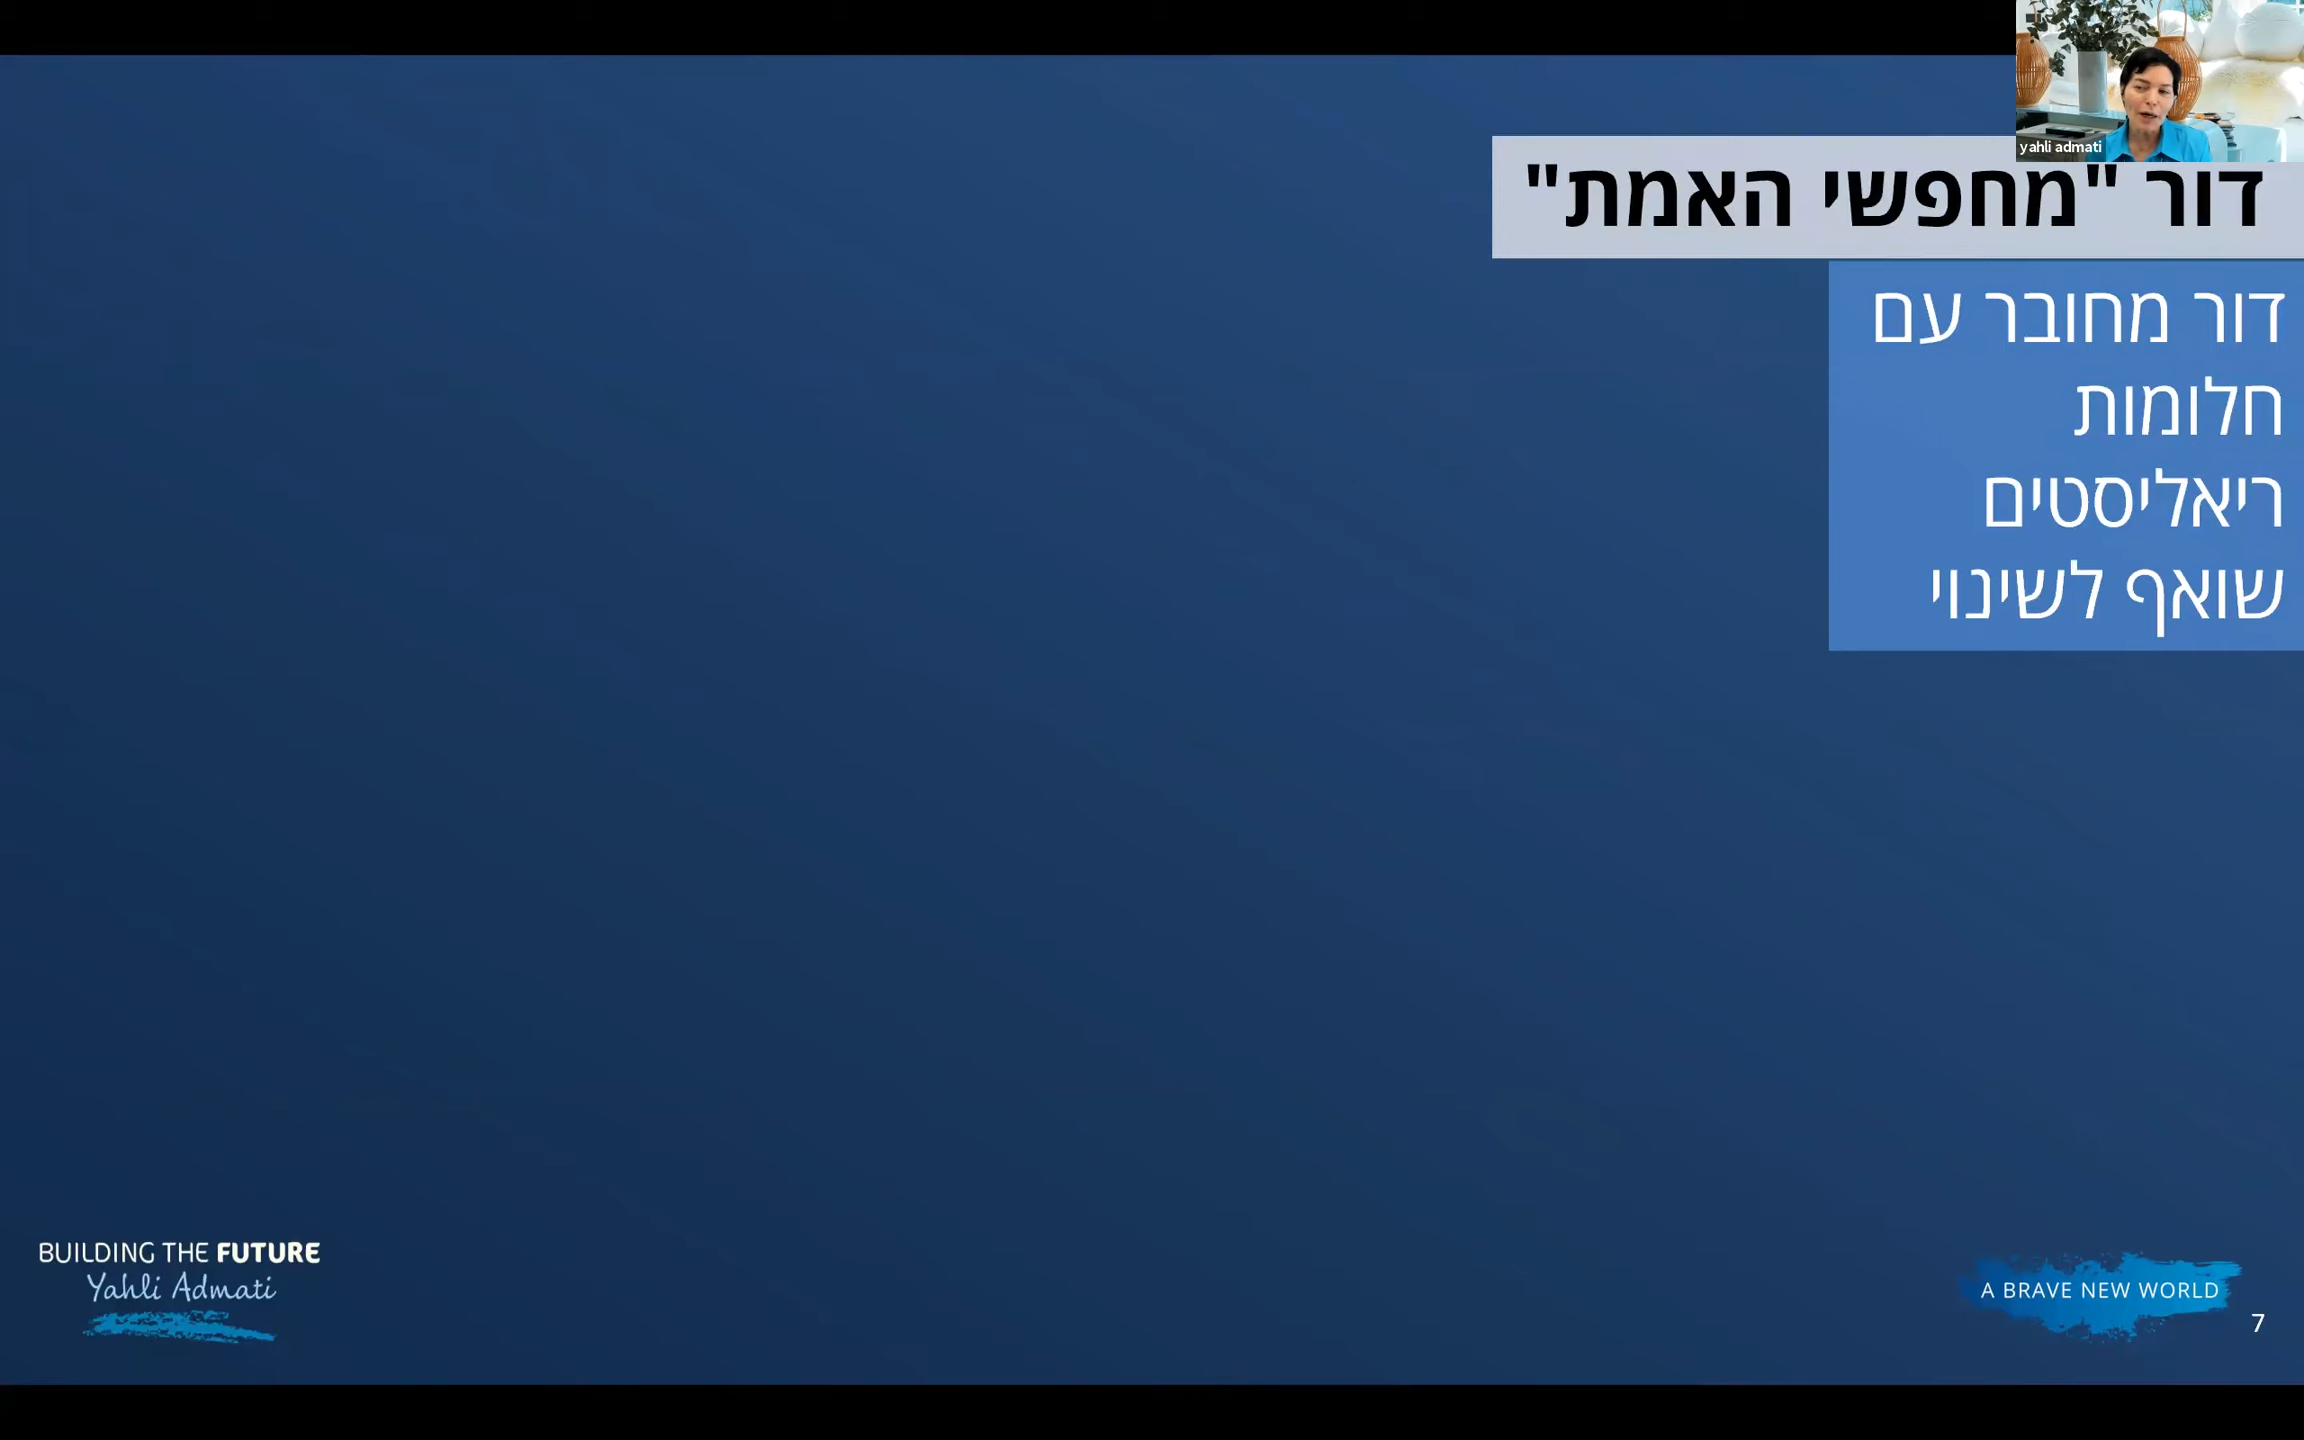 yahli admati
דור "מחפשי האמת"
דור מחובר עם
חלומות
ריאליסטים
שואף לשינוי
BUILDING THE FUTURE
Yahli Admati
A BRAVE NEW WORLD
7